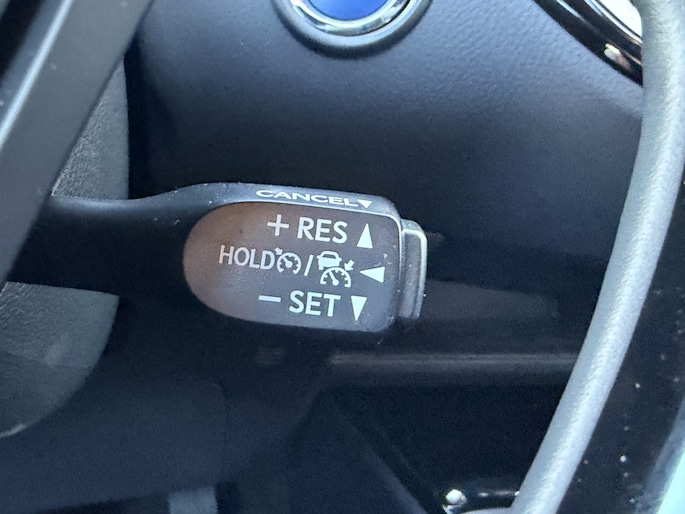 CANCEL▼
+ RES ▲
HOLD / ◀
− SET ▼